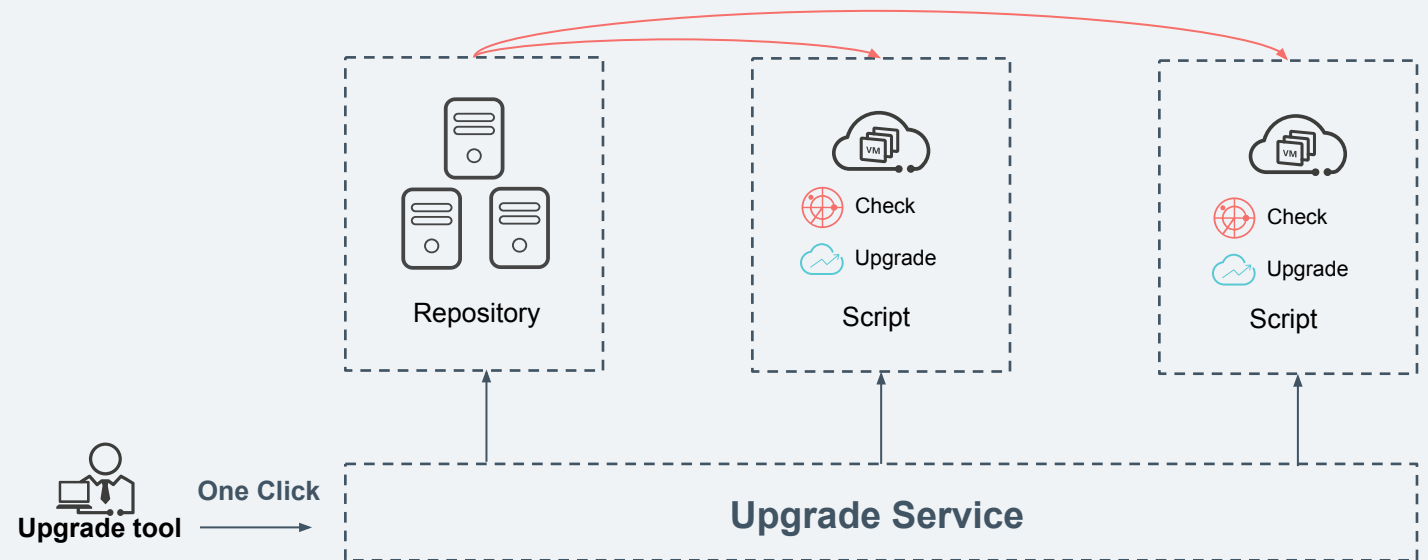 VM
VM
Check
Check
Upgrade
Upgrade
Repository
Script
Script
One Click
Upgrade tool
Upgrade Service